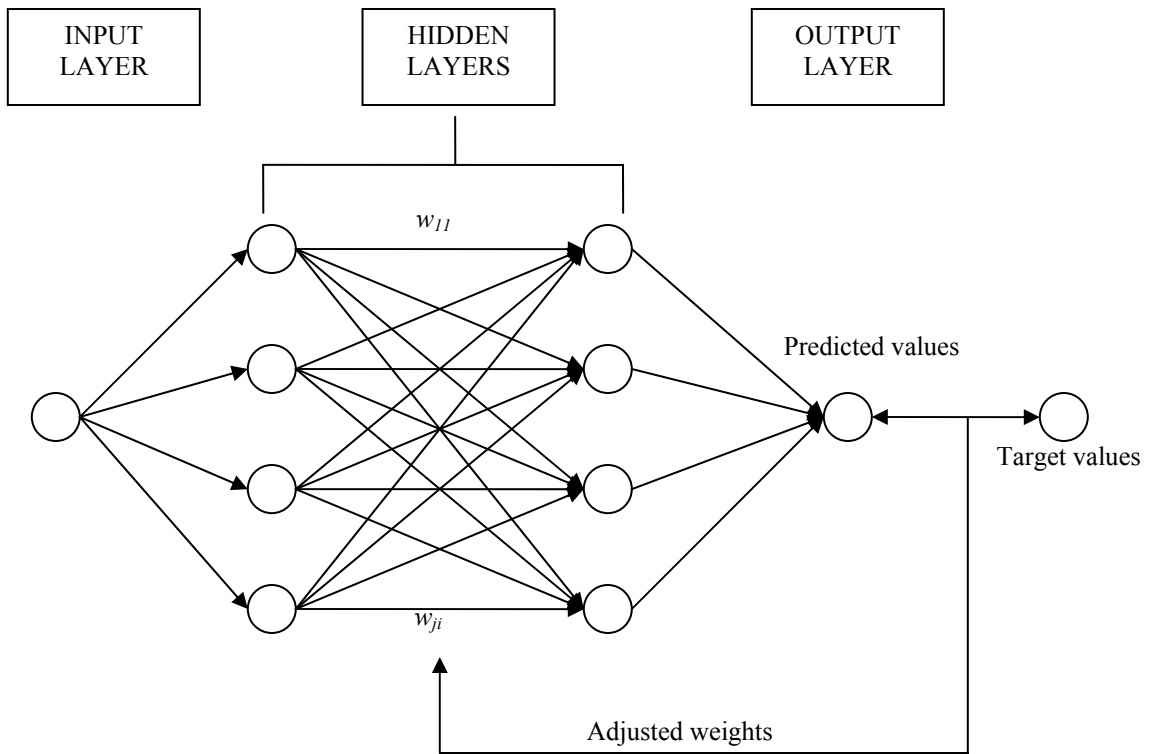 INPUT
LAYER
HIDDEN
LAYERS
OUTPUT
LAYER
w11
Predicted values
Target values
wji
Adjusted weights